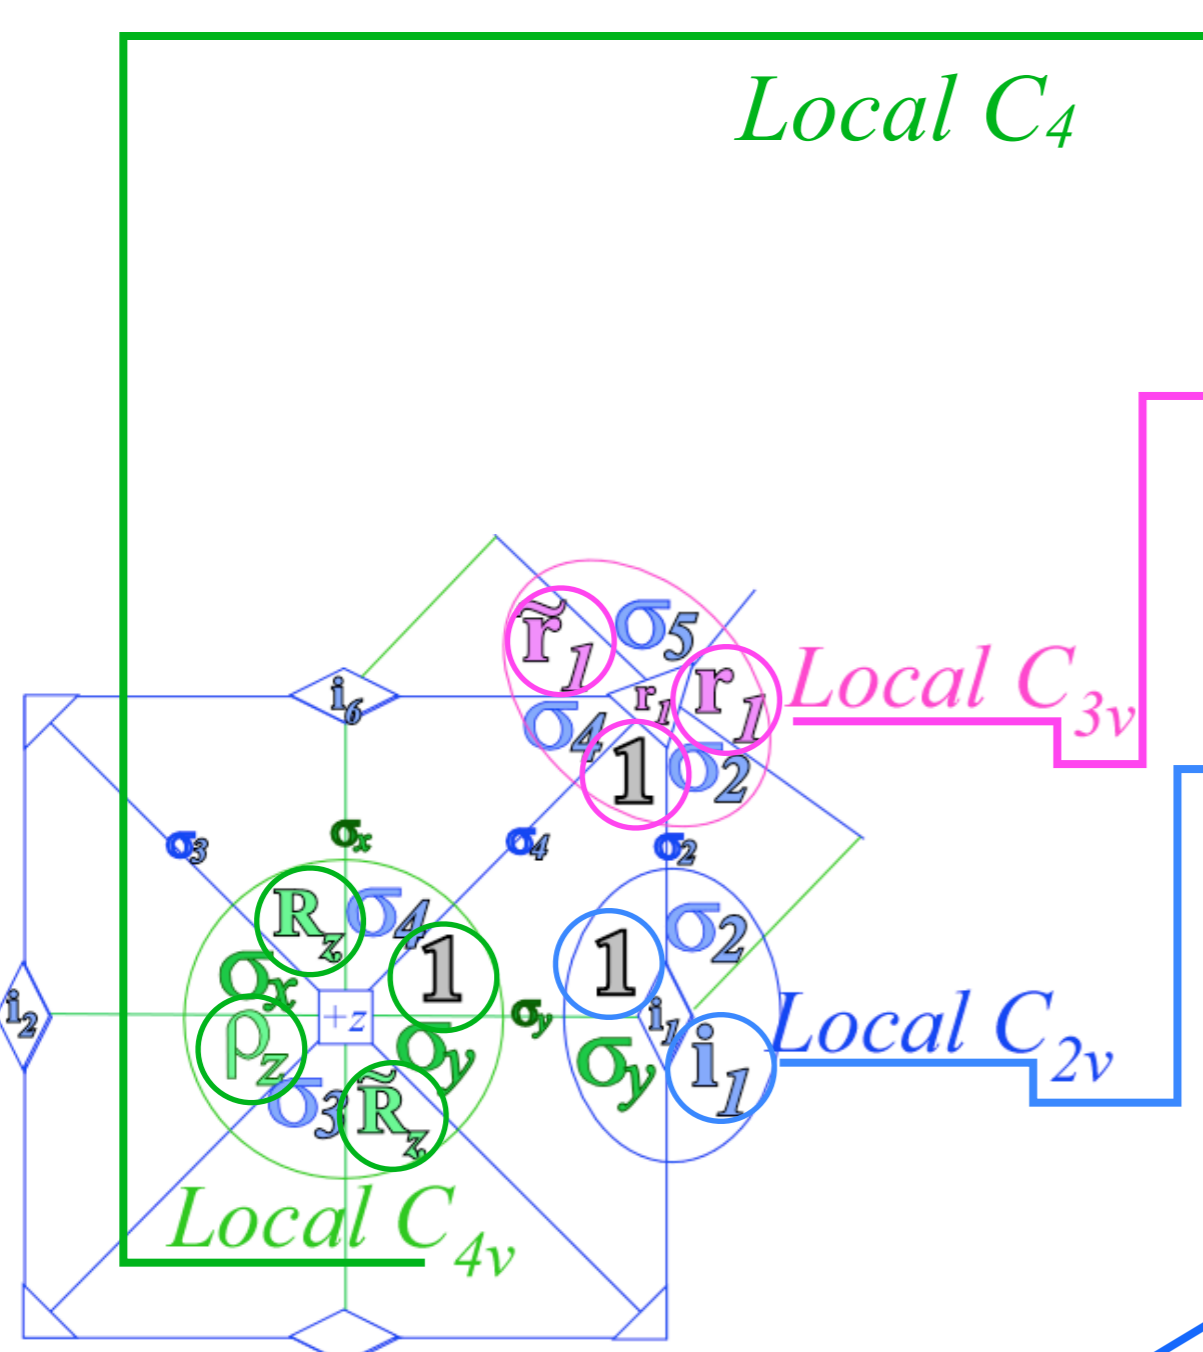 Local C4
r̃1 σ5
r1 r1
Local C3v
i6
σ4 1 σ2
σ3 σx σ4 σ2
Rz σ4 1
1 σ2
σx
+z σy
i2
i1
ρz σy
σy i1
Local C2v
σ3 R̃z
Local C4v